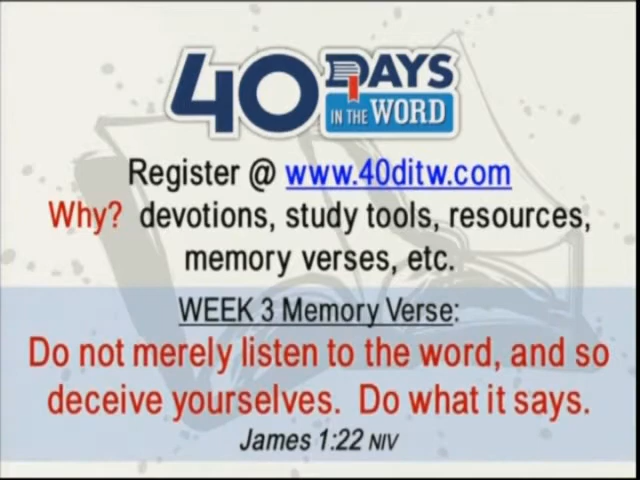 40 DAYS
IN THE WORD
Register @ www.40ditw.com
Why? devotions, study tools, resources,
memory verses, etc.
WEEK 3 Memory Verse:
Do not merely listen to the word, and so
deceive yourselves. Do what it says.
James 1:22 NIV